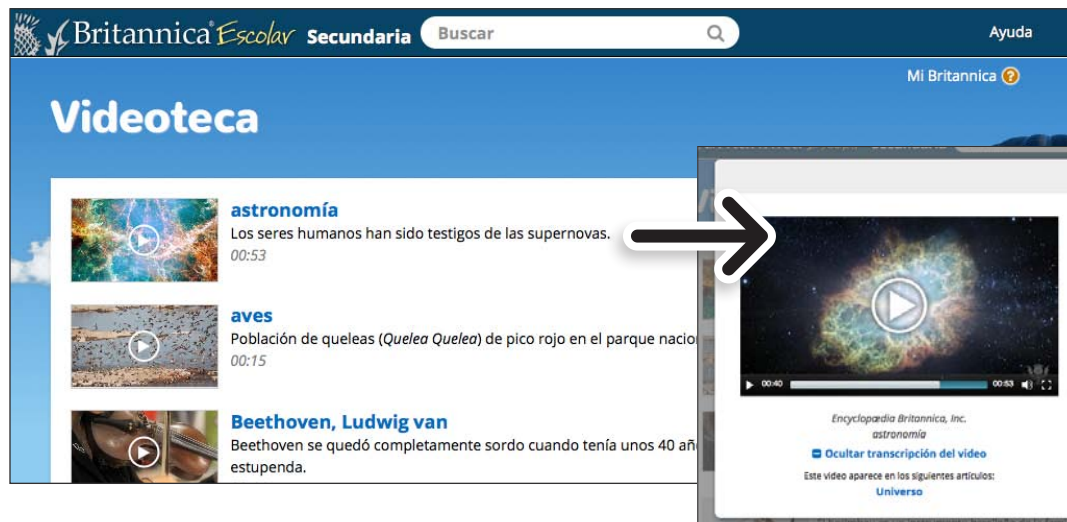 Britannica® Escolar Secundaria
Buscar
Ayuda
Mi Britannica ?
Videoteca
astronomía
Los seres humanos han sido testigos de las supernovas.
00:53
aves
Población de queleas (Quelea Quelea) de pico rojo en el parque nacio
00:15
Beethoven, Ludwig van
Beethoven se quedó completamente sordo cuando tenía unos 40 añ
estupenda.
00:40
00:53
Encyclopædia Britannica, Inc.
astronomía
Ocultar transcripción del video
Este video aparece en los siguientes artículos:
Universo